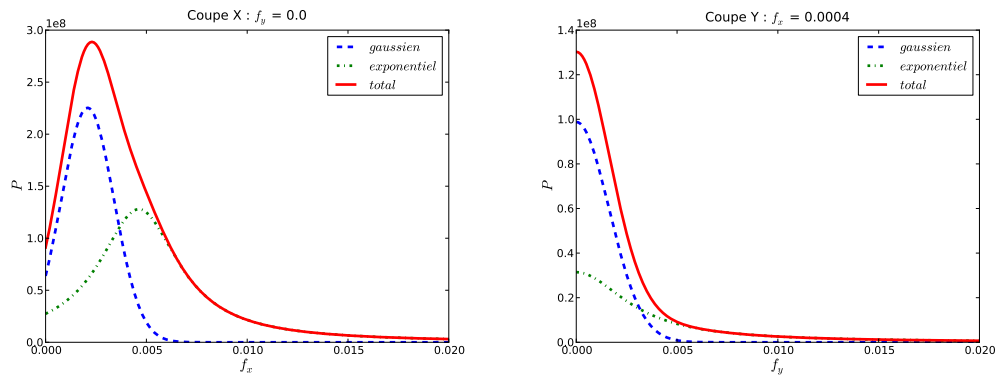 Coupe X : f_y = 0.0
1e8
3.0
2.5
2.0
1.5
1.0
0.5
0.0
P
gaussien
exponentiel
total
0.000
0.005
0.010
0.015
0.020
f_x
Coupe Y : f_x = 0.0004
1e8
1.4
1.2
1.0
0.8
0.6
0.4
0.2
0.0
P
gaussien
exponentiel
total
0.000
0.005
0.010
0.015
0.020
f_y